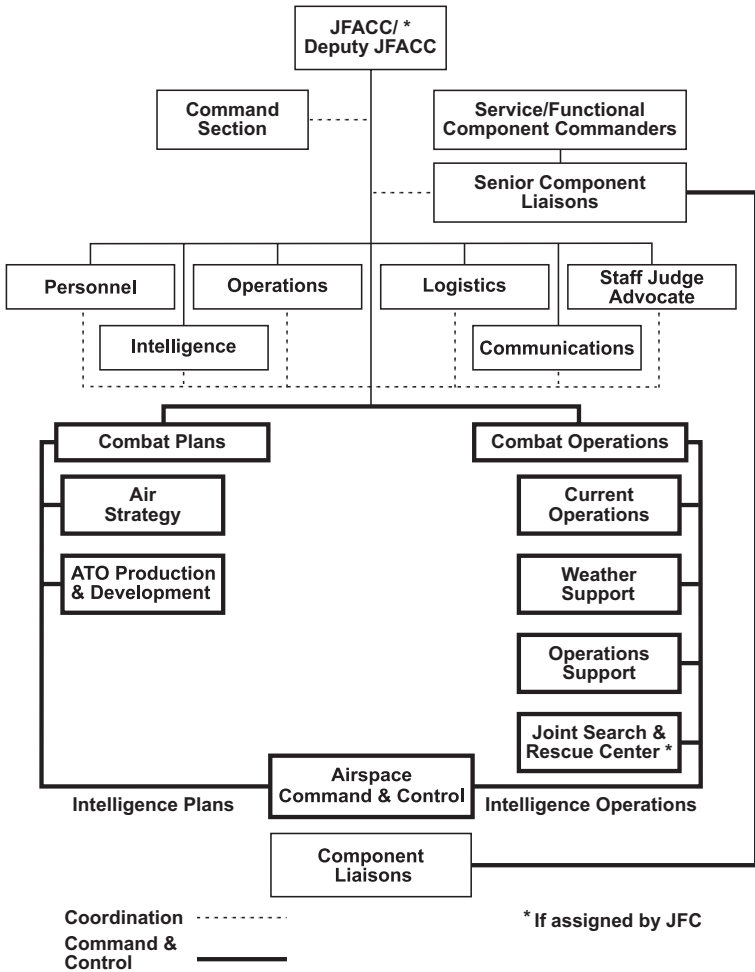 JFACC/ *
Deputy JFACC
Command
Section
Service/Functional
Component Commanders
Senior Component
Liaisons
Personnel
Operations
Logistics
Staff Judge
Advocate
Intelligence
Communications
Combat Plans
Combat Operations
Air
Strategy
Current
Operations
ATO Production
& Development
Weather
Support
Operations
Support
Joint Search &
Rescue Center *
Airspace
Command & Control
Intelligence Plans
Intelligence Operations
Component
Liaisons
Coordination
* If assigned by JFC
Command &
Control